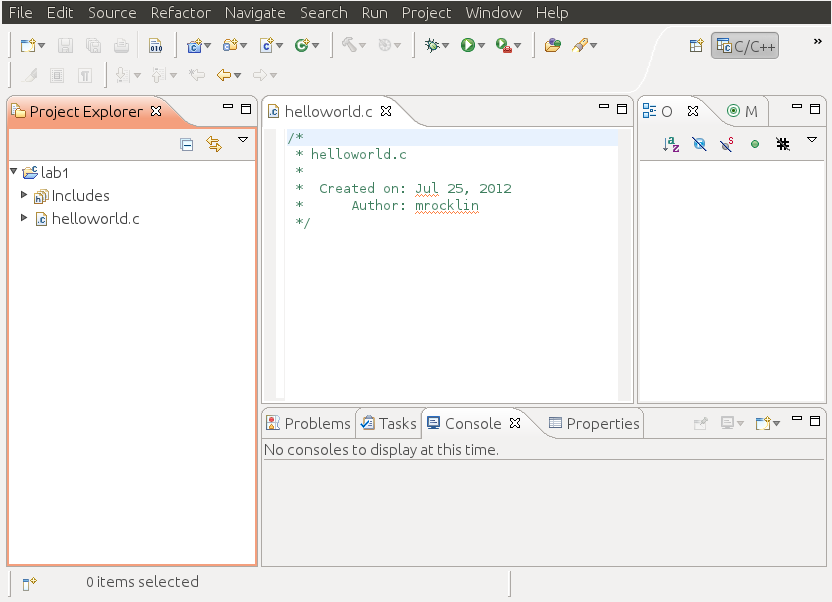 File Edit Source Refactor Navigate Search Run Project Window Help
010
C/C++
»
Project Explorer
lab1
Includes
helloworld.c
0 items selected
helloworld.c
/*
* helloworld.c
*
* Created on: Jul 25, 2012
* Author: mrocklin
*/
O
M
Problems Tasks Console Properties
No consoles to display at this time.